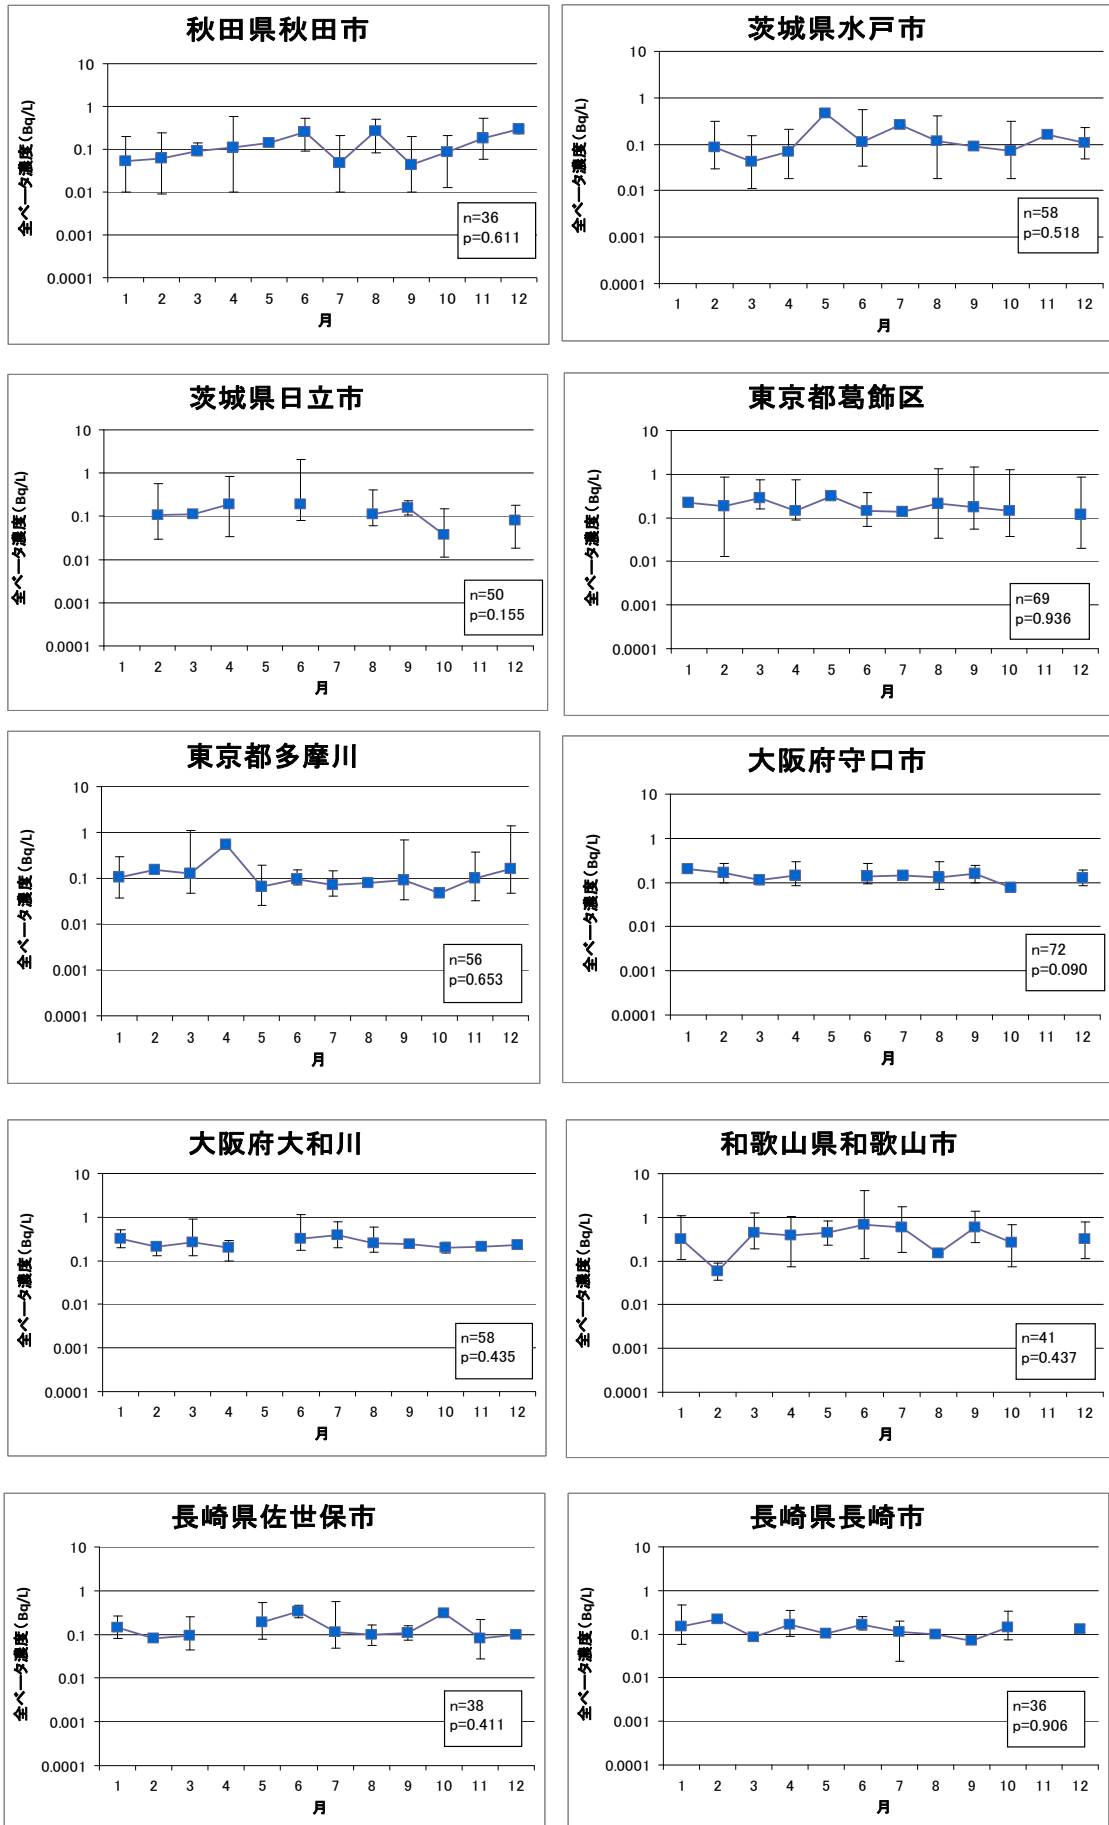 秋田県秋田市
全ベータ濃度(Bq/L)
10
1
0.1
0.01
0.001
0.0001
n=36
p=0.611
1 2 3 4 5 6 7 8 9 10 11 12
月
茨城県水戸市
全ベータ濃度(Bq/L)
10
1
0.1
0.01
0.001
0.0001
n=58
p=0.518
1 2 3 4 5 6 7 8 9 10 11 12
月
茨城県日立市
全ベータ濃度(Bq/L)
10
1
0.1
0.01
0.001
0.0001
n=50
p=0.155
1 2 3 4 5 6 7 8 9 10 11 12
月
東京都葛飾区
全ベータ濃度(Bq/L)
10
1
0.1
0.01
0.001
0.0001
n=69
p=0.936
1 2 3 4 5 6 7 8 9 10 11 12
月
東京都多摩川
全ベータ濃度(Bq/L)
10
1
0.1
0.01
0.001
0.0001
n=56
p=0.653
1 2 3 4 5 6 7 8 9 10 11 12
月
大阪府守口市
全ベータ濃度(Bq/L)
10
1
0.1
0.01
0.001
0.0001
n=72
p=0.090
1 2 3 4 5 6 7 8 9 10 11 12
月
大阪府大和川
全ベータ濃度(Bq/L)
10
1
0.1
0.01
0.001
0.0001
n=58
p=0.435
1 2 3 4 5 6 7 8 9 10 11 12
月
和歌山県和歌山市
全ベータ濃度(Bq/L)
10
1
0.1
0.01
0.001
0.0001
n=41
p=0.437
1 2 3 4 5 6 7 8 9 10 11 12
月
長崎県佐世保市
全ベータ濃度(Bq/L)
10
1
0.1
0.01
0.001
0.0001
n=38
p=0.411
1 2 3 4 5 6 7 8 9 10 11 12
月
長崎県長崎市
全ベータ濃度(Bq/L)
10
1
0.1
0.01
0.001
0.0001
n=36
p=0.906
1 2 3 4 5 6 7 8 9 10 11 12
月